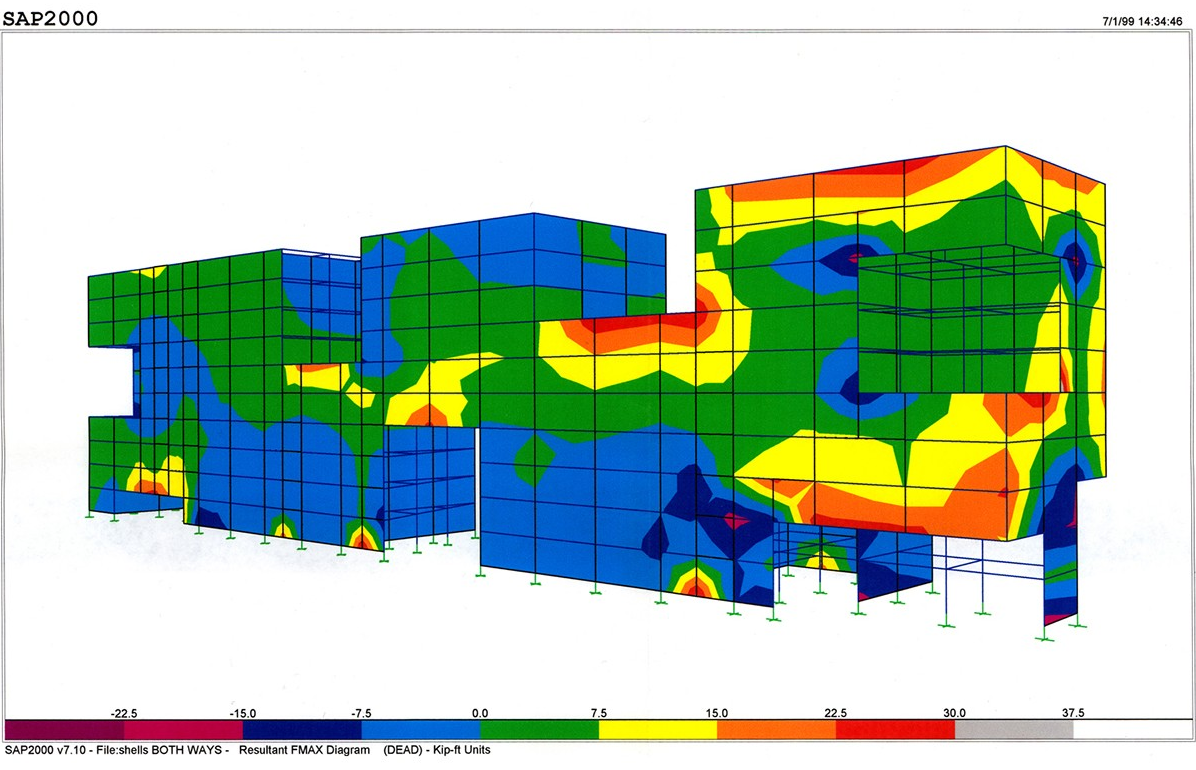 SAP2000
7/1/99 14:34:46
-22.5 -15.0 -7.5 0.0 7.5 15.0 22.5 30.0 37.5
SAP2000 v7.10 - File:shells BOTH WAYS - Resultant FMAX Diagram (DEAD) - Kip-ft Units